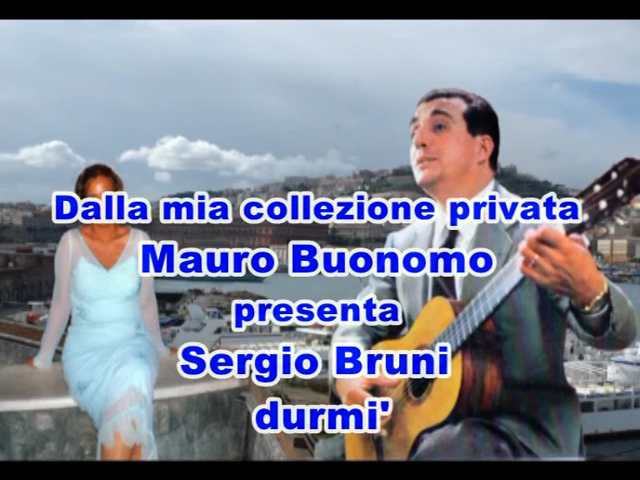 Dalla mia collezione privata
Mauro Buonomo
presenta
Sergio Bruni
durmi'